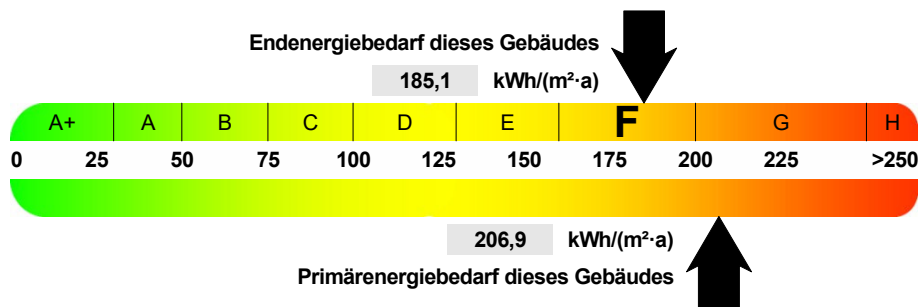 Endenergiebedarf dieses Gebäudes
185,1 kWh/(m²·a)
A+ A B C D E F G H
0 25 50 75 100 125 150 175 200 225 >250
206,9 kWh/(m²·a)
Primärenergiebedarf dieses Gebäudes